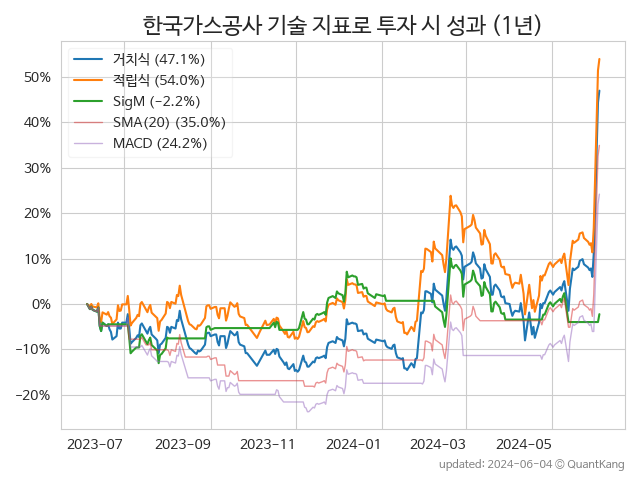 한국가스공사 기술 지표로 투자 시 성과 (1년)
거치식 (47.1%)
적립식 (54.0%)
SigM (−2.2%)
SMA(20) (35.0%)
MACD (24.2%)
50%
40%
30%
20%
10%
0%
−10%
−20%
2023-07
2023-09
2023-11
2024-01
2024-03
2024-05
updated: 2024-06-04 ⓒ QuantKang